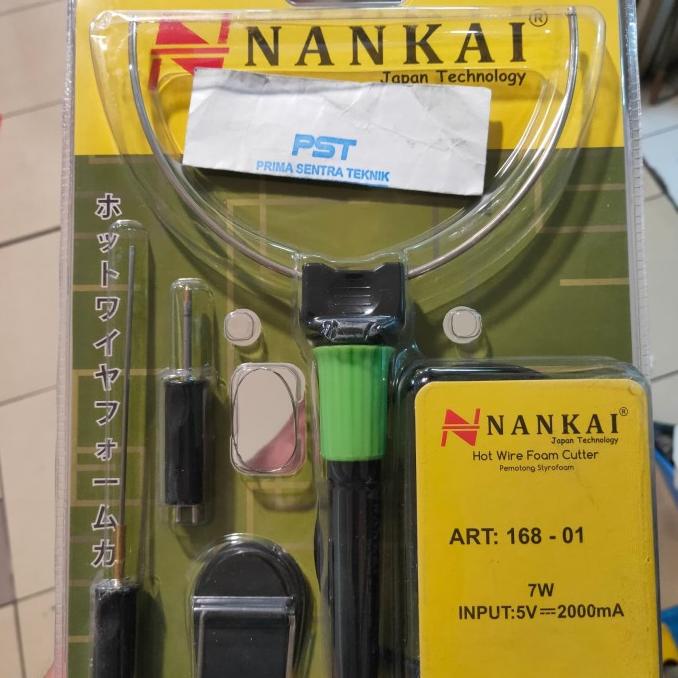 NANKAI®
Japan Technology
PST
PRIMA SENTRA TEKNIK
ホットワイヤフォームカ
NANKAI®
Japan Technology
Hot Wire Foam Cutter
Pemotong Styrofoam
ART: 168 - 01
7W
INPUT:5V⎓2000mA